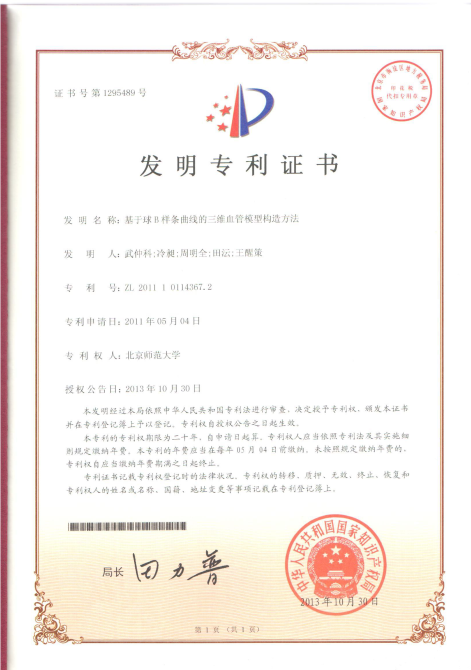 证书号第1295489号
印花税
代扣专用章
发明专利证书
发明名称：基于球B样条曲线的三维血管模型构造方法
发明人：武仲科;冷昶;周明全;田沄;王醒策
专利号：ZL 2011 1 0114367.2
专利申请日：2011年05月04日
专利权人：北京师范大学
授权公告日：2013年10月30日
本发明经过本局依照中华人民共和国专利法进行审查，决定授予专利权，颁发本证书
并在专利登记簿上予以登记。专利权自授权公告之日起生效。
本专利的专利权期限为二十年，自申请日起算。专利权人应当依照专利法及其实施细
则规定缴纳年费。本专利的年费应当在每年05月04日前缴纳。未按照规定缴纳年费的，
专利权自应当缴纳年费期满之日起终止。
专利证书记载专利权登记时的法律状况。专利权的转移、质押、无效、终止、恢复和
专利权人的姓名或名称、国籍、地址变更等事项记载在专利登记簿上。
局长 田力普
中华人民共和国国家知识产权局
2013年10月30日
第1页（共1页）